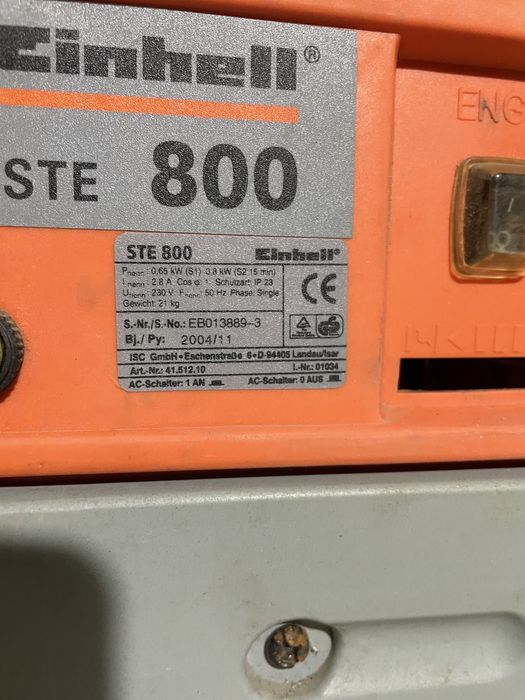 Einhell®
STE 800
ENG
STE 800 Einhell®
Pnenn: 0,65 kW (S1) 0,8 kW (S2 15 min)
Inenn: 2,8 A Cos φ: 1 Schutzart: IP 23
Unenn: 230 V Fnenn: 50 Hz Phase: Single
Gewicht: 21 kg
CE
S.-Nr./S.-No.: EB013889-3
Bj./ Py: 2004/11
ISC GmbH•Eschenstraße 6•D-94405 Landau/Isar
Art.-Nr.: 41.512.10 I.-Nr.: 01034
AC-Schalter: 1 AN AC-Schalter: 0 AUS